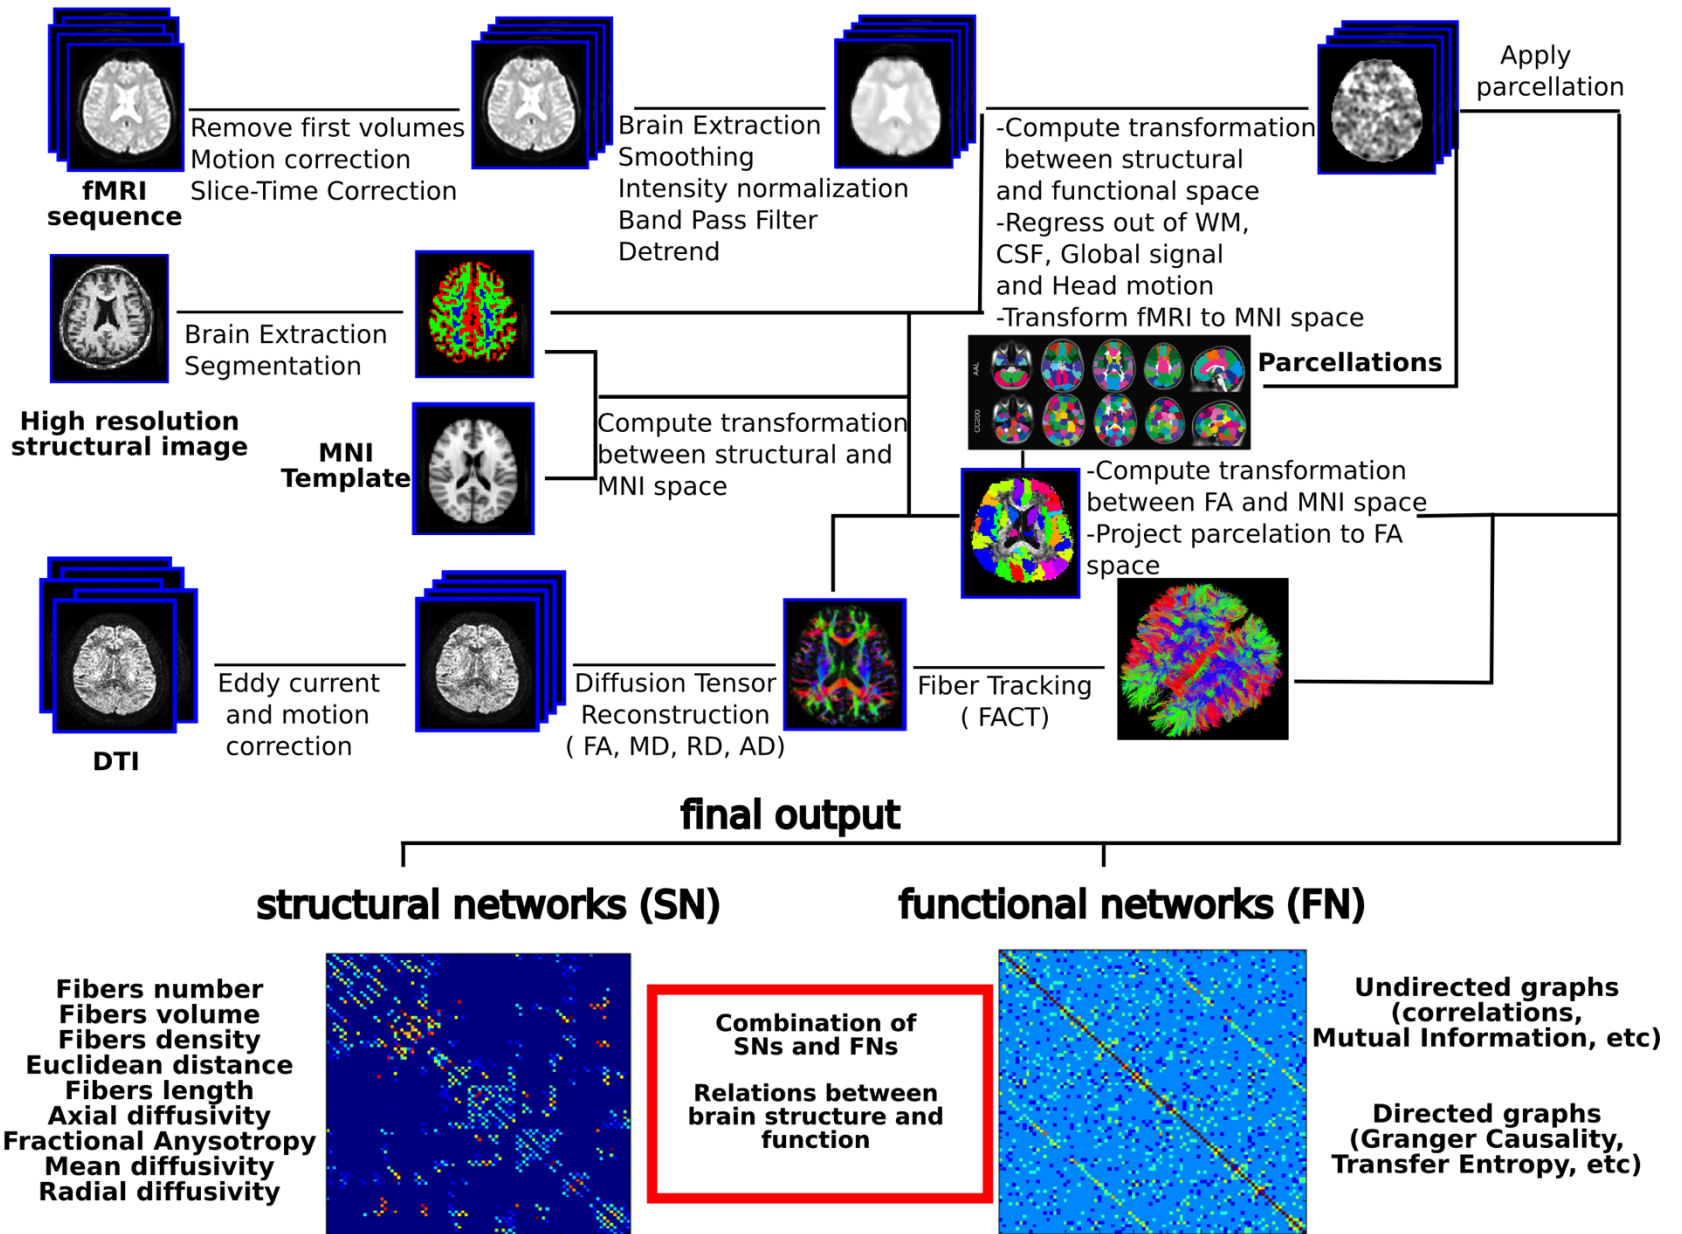 Apply
parcellation
Remove first volumes
Motion correction
Slice-Time Correction
fMRI
sequence
Brain Extraction
Smoothing
Intensity normalization
Band Pass Filter
Detrend
-Compute transformation
between structural
and functional space
-Regress out of WM,
CSF, Global signal
and Head motion
-Transform fMRI to MNI space
Brain Extraction
Segmentation
High resolution
structural image
MNI
Template
Compute transformation
between structural and
MNI space
AAL
CC200
Parcellations
-Compute transformation
between FA and MNI space
-Project parcelation to FA
space
DTI
Eddy current
and motion
correction
Diffusion Tensor
Reconstruction
( FA, MD, RD, AD)
Fiber Tracking
( FACT)
final output
structural networks (SN)
functional networks (FN)
Fibers number
Fibers volume
Fibers density
Euclidean distance
Fibers length
Axial diffusivity
Fractional Anysotropy
Mean diffusivity
Radial diffusivity
Combination of
SNs and FNs
Relations between
brain structure and
function
Undirected graphs
(correlations,
Mutual Information, etc)
Directed graphs
(Granger Causality,
Transfer Entropy, etc)